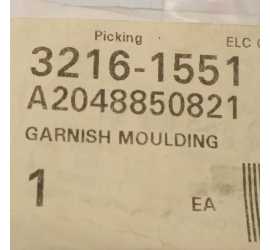 Picking ELC
3216-1551
A2048850821
GARNISH MOULDING
1 EA